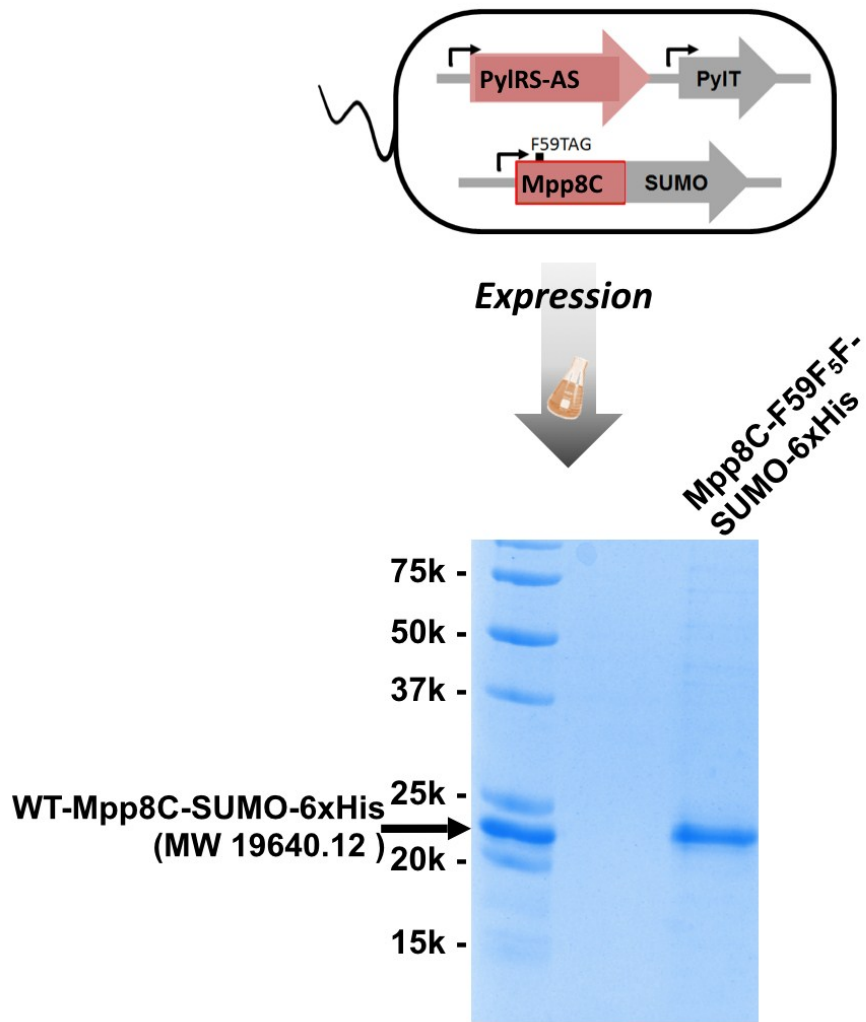 PylRS-AS
PylT
F59TAG
Mpp8C
SUMO
Expression
Mpp8C-F59F₅F-
SUMO-6xHis
75k -
50k -
37k -
25k -
WT-Mpp8C-SUMO-6xHis
(MW 19640.12 )
20k -
15k -